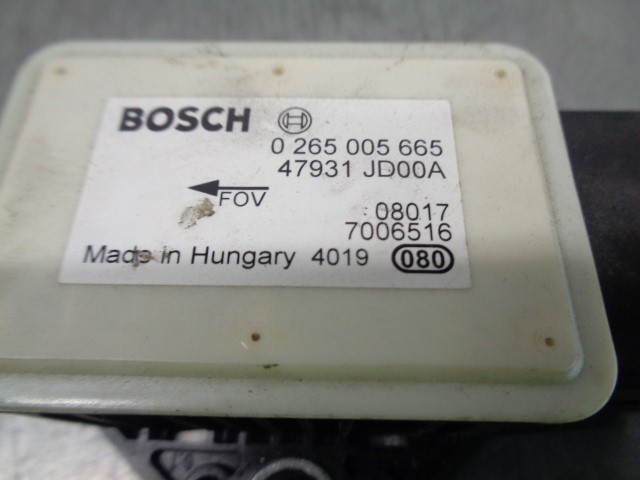 BOSCH
0 265 005 665
47931 JD00A
FOV
08017
7006516
Made in Hungary 4019 080